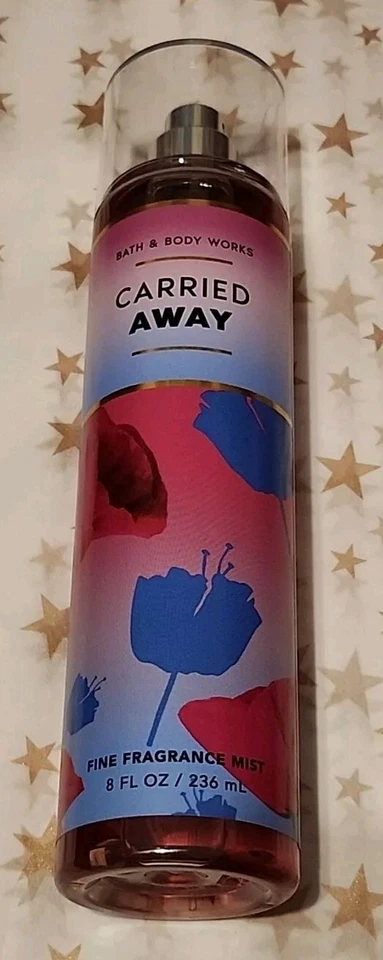 BATH & BODY WORKS
CARRIED
AWAY
FINE FRAGRANCE MIST
8 FL OZ / 236 mL